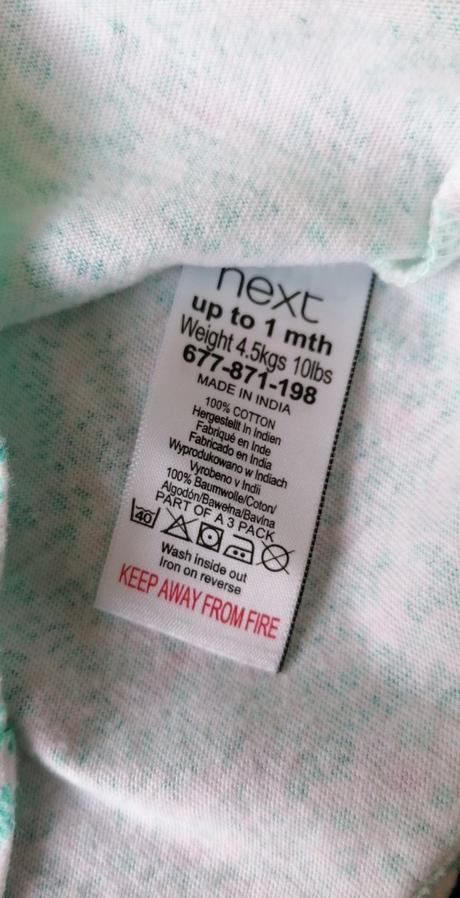 next
up to 1 mth
Weight 4.5kgs 10lbs
677-871-198
MADE IN INDIA
100% COTTON
Hergestellt in Indien
Fabriqué en Inde
Fabricado en India
Wyprodukowano w Indiach
Vyrobeno v Indii
100% Baumwolle/Coton/
Algodón/Bawełna/Bavlna
PART OF A 3 PACK
40
Wash inside out
Iron on reverse
KEEP AWAY FROM FIRE